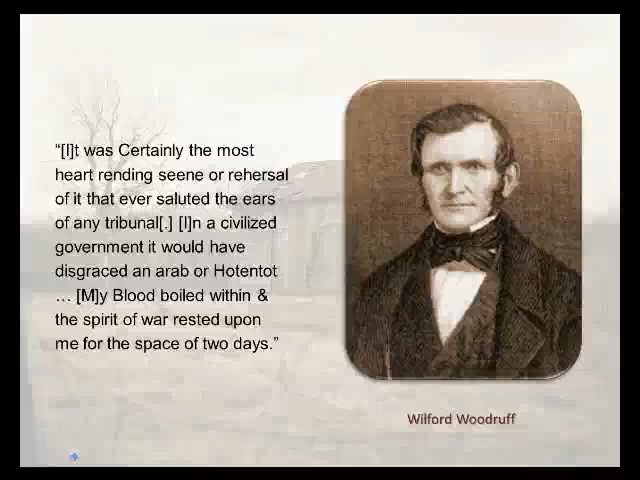 “[I]t was Certainly the most
heart rending seene or rehersal
of it that ever saluted the ears
of any tribunal[.] [I]n a civilized
government it would have
disgraced an arab or Hotentot
… [M]y Blood boiled within &
the spirit of war rested upon
me for the space of two days.”
Wilford Woodruff